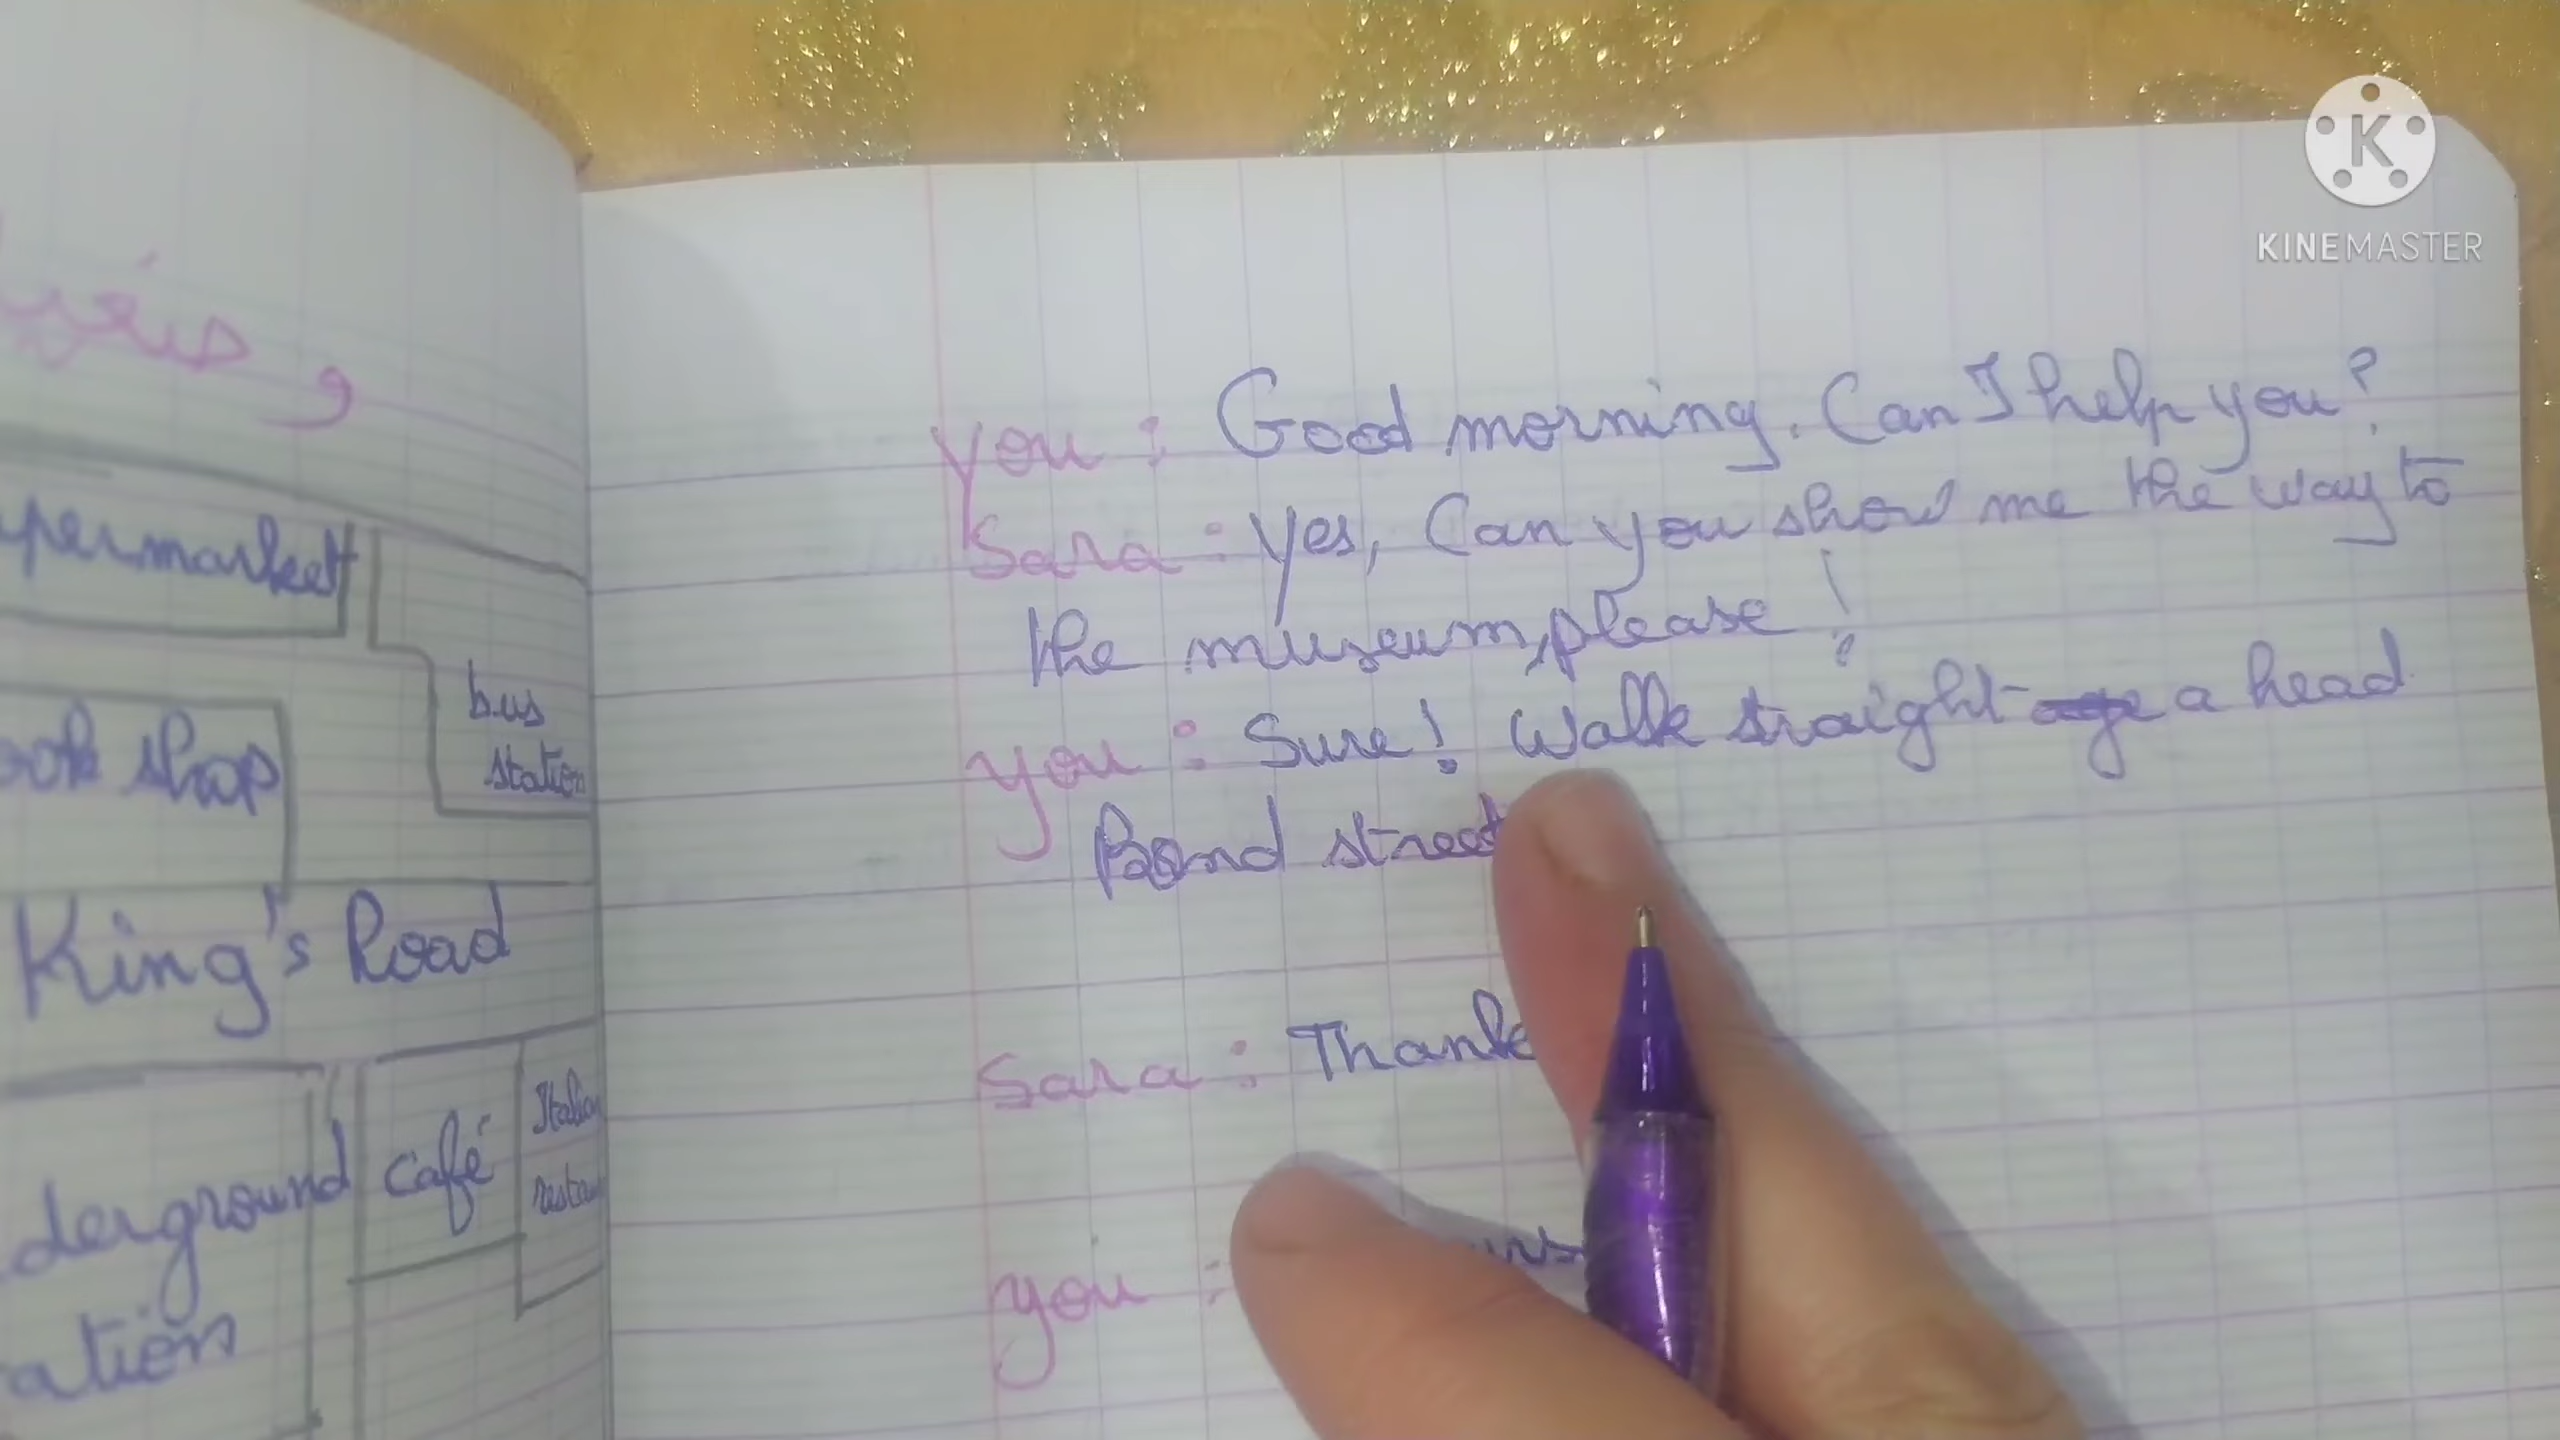 K
KINEMASTER
و
permarket
bus
station
ook shop
King's Road
derground
ation
café
Italian
restau
you : Good morning. Can I help you?
Sara : Yes, Can you show me the way to
the museum, please!
you : Sure! Walk straight a head
Bond street
Sara : Thank
you :